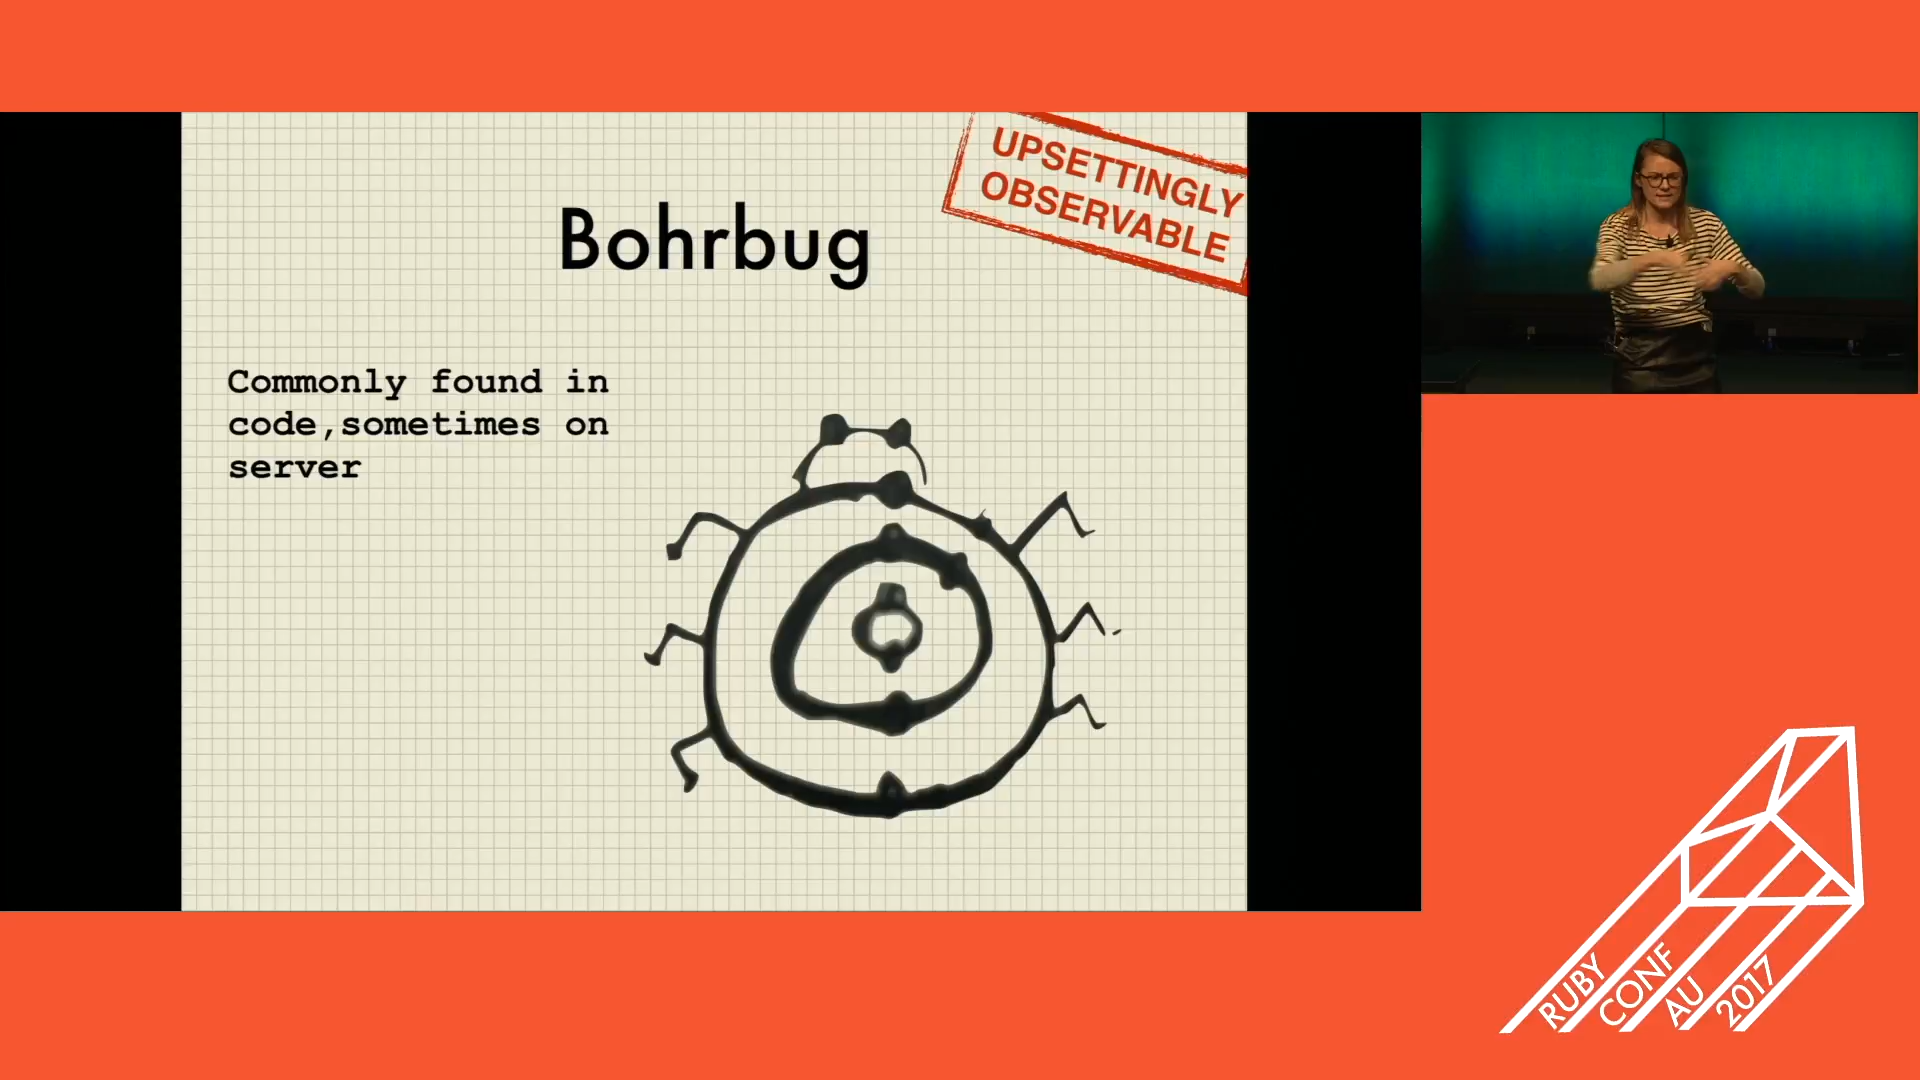 UPSETTINGLY
OBSERVABLE
Bohrbug
Commonly found in
code,sometimes on
server
RUBY
CONF
AU
2017